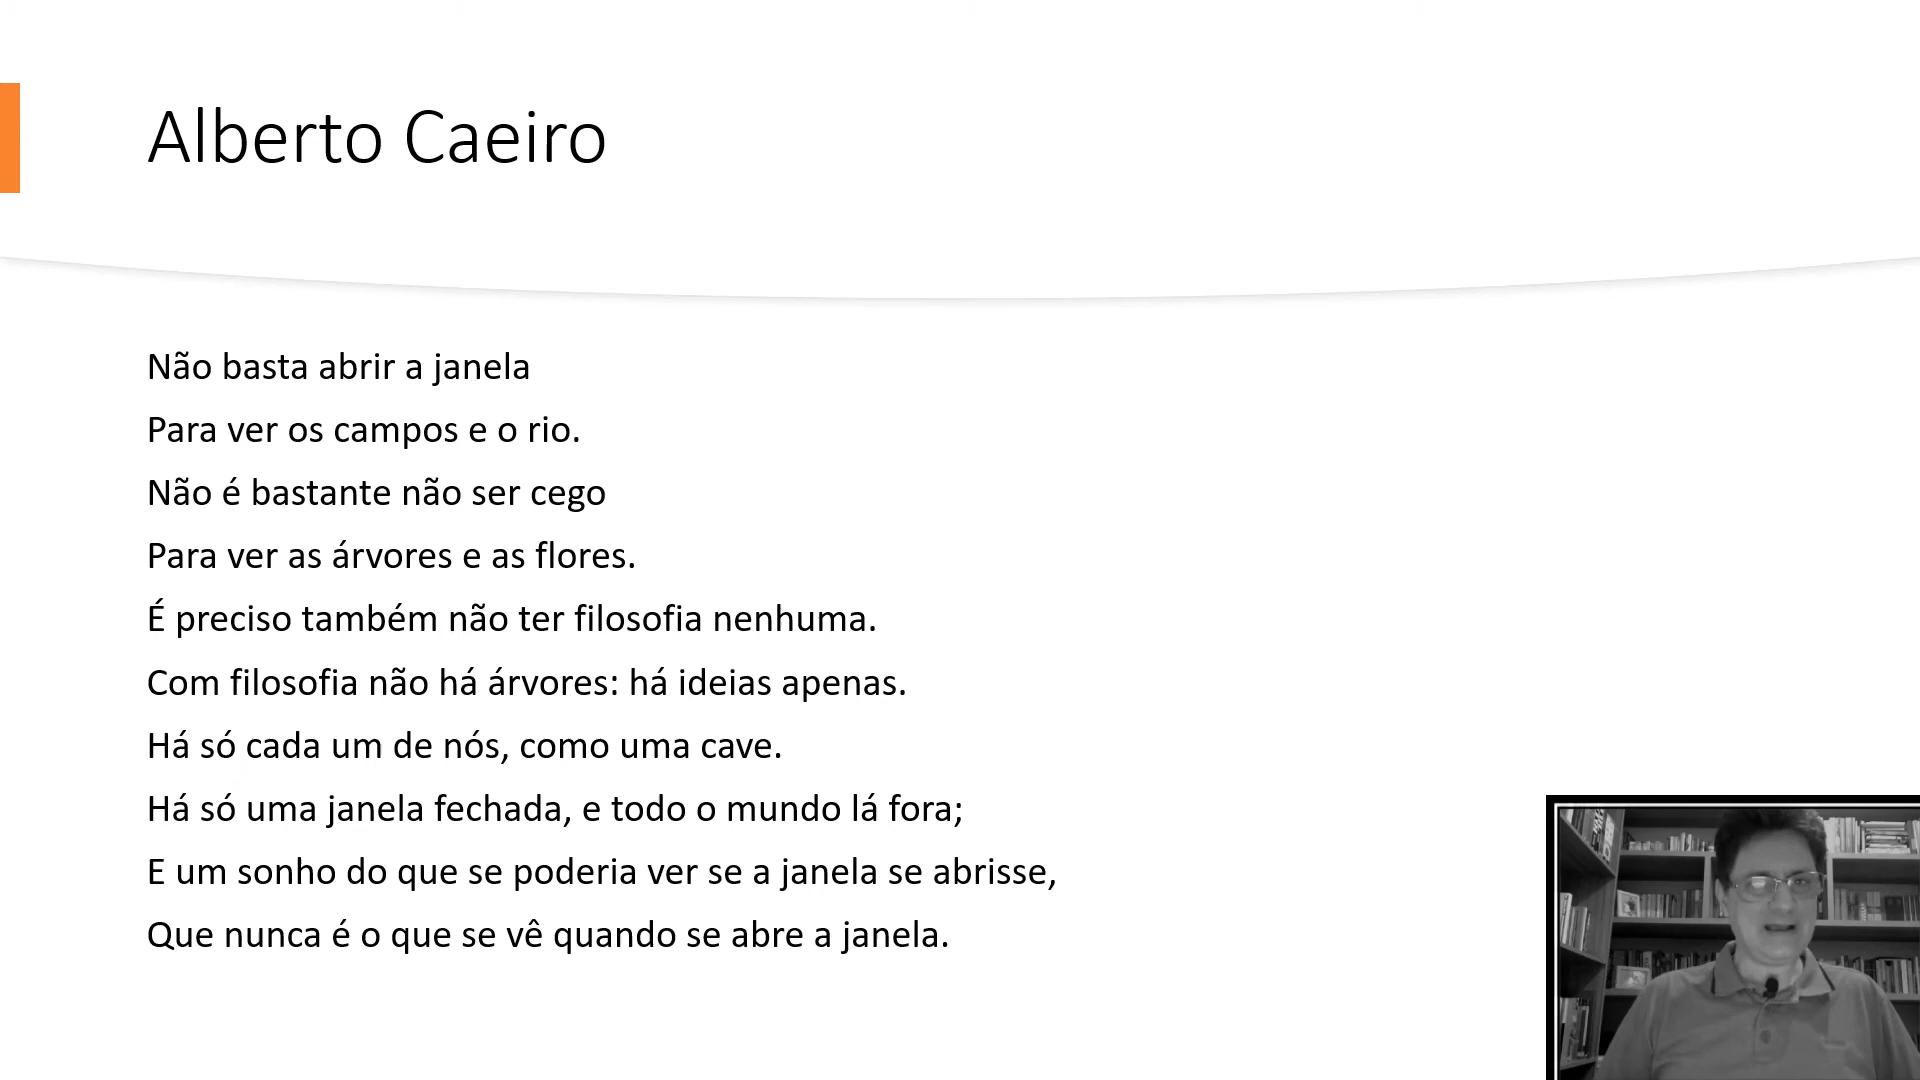 Alberto Caeiro
Não basta abrir a janela
Para ver os campos e o rio.
Não é bastante não ser cego
Para ver as árvores e as flores.
É preciso também não ter filosofia nenhuma.
Com filosofia não há árvores: há ideias apenas.
Há só cada um de nós, como uma cave.
Há só uma janela fechada, e todo o mundo lá fora;
E um sonho do que se poderia ver se a janela se abrisse,
Que nunca é o que se vê quando se abre a janela.